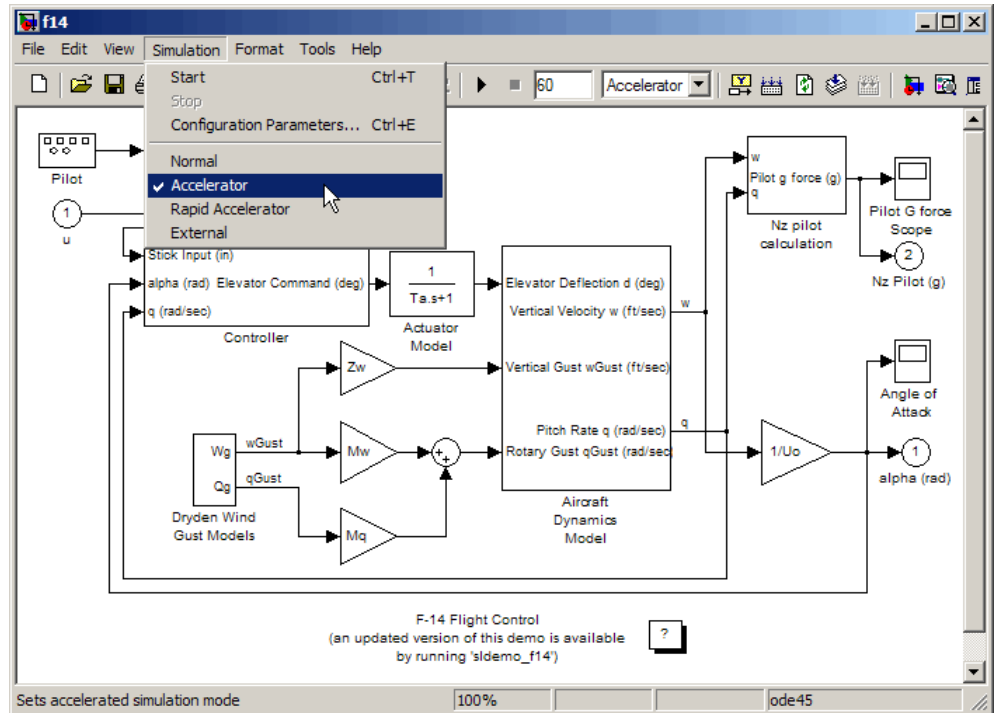 f14
File Edit View Simulation Format Tools Help
Start Ctrl+T
Stop
Configuration Parameters... Ctrl+E
Normal
Accelerator
Rapid Accelerator
External
60
Accelerator
Pilot
1
u
Stick Input (in)
alpha (rad) Elevator Command (deg)
q (rad/sec)
Controller
1
Ta.s+1
Actuator
Model
Elevator Deflection d (deg)
Vertical Velocity w (ft/sec)
Vertical Gust wGust (ft/sec)
Pitch Rate q (rad/sec)
Rotary Gust qGust (rad/sec)
Aircraft
Dynamics
Model
w
q
w
Pilot g force (g)
q
Nz pilot
calculation
Pilot G force
Scope
2
Nz Pilot (g)
Angle of
Attack
1/Uo
1
alpha (rad)
Zw
Mw
Mq
+
+
Wg
Qg
wGust
qGust
Dryden Wind
Gust Models
F-14 Flight Control
(an updated version of this demo is available
by running 'sldemo_f14')
?
Sets accelerated simulation mode 100% ode45